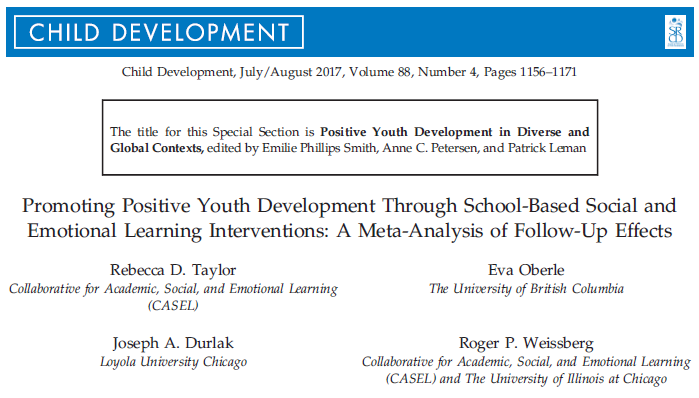 CHILD DEVELOPMENT
Child Development, July/August 2017, Volume 88, Number 4, Pages 1156–1171
The title for this Special Section is Positive Youth Development in Diverse and
Global Contexts, edited by Emilie Phillips Smith, Anne C. Petersen, and Patrick Leman
Promoting Positive Youth Development Through School-Based Social and
Emotional Learning Interventions: A Meta-Analysis of Follow-Up Effects
Rebecca D. Taylor
Collaborative for Academic, Social, and Emotional Learning
(CASEL)
Eva Oberle
The University of British Columbia
Joseph A. Durlak
Loyola University Chicago
Roger P. Weissberg
Collaborative for Academic, Social, and Emotional Learning
(CASEL) and The University of Illinois at Chicago